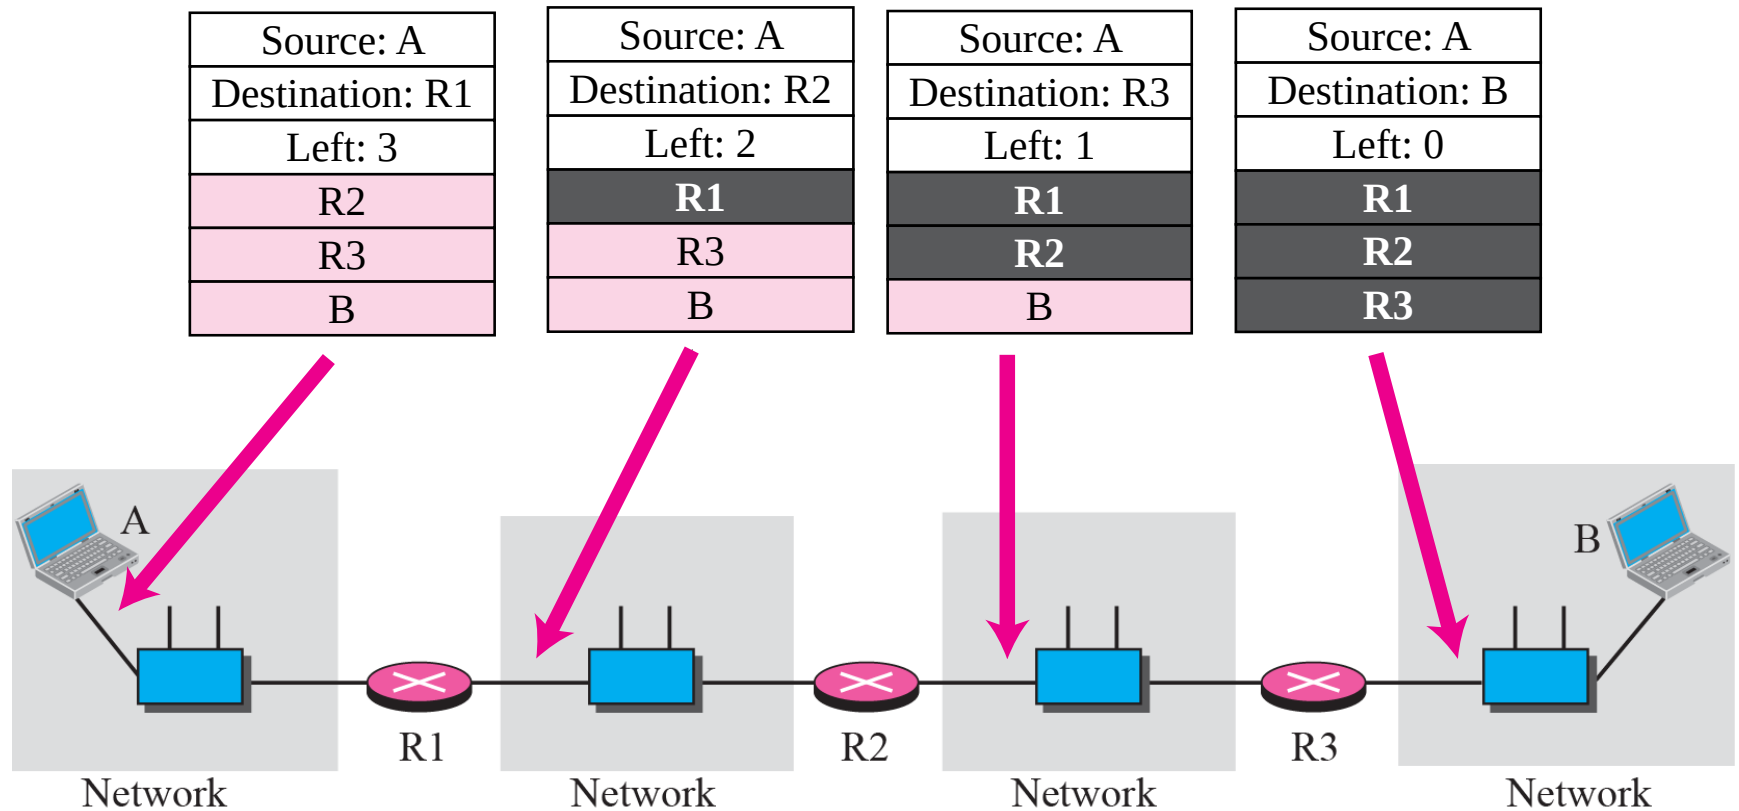 Source: A
Destination: R1
Left: 3
R2
R3
B
Source: A
Destination: R2
Left: 2
R1
R3
B
Source: A
Destination: R3
Left: 1
R1
R2
B
Source: A
Destination: B
Left: 0
R1
R2
R3
A
B
R1
R2
R3
Network
Network
Network
Network